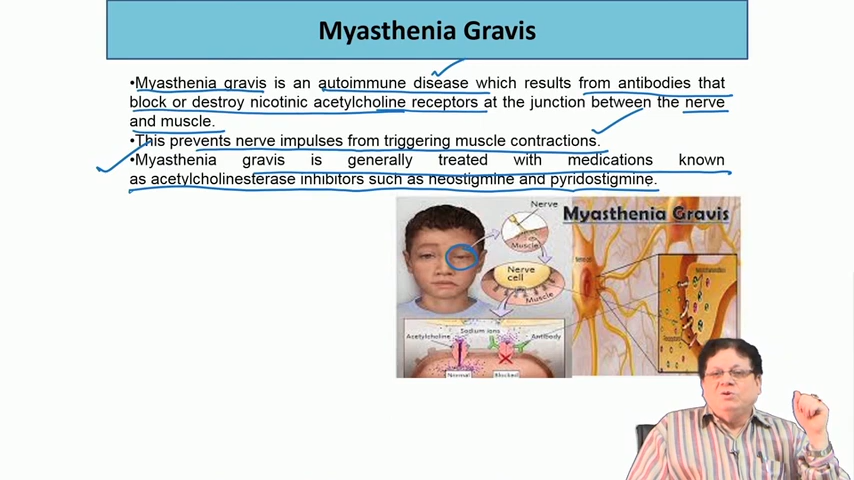 Myasthenia Gravis
•Myasthenia gravis is an autoimmune disease which results from antibodies that
block or destroy nicotinic acetylcholine receptors at the junction between the nerve
and muscle.
•This prevents nerve impulses from triggering muscle contractions.
•Myasthenia gravis is generally treated with medications known
as acetylcholinesterase inhibitors such as neostigmine and pyridostigmine.
Nerve
Muscle
Myasthenia Gravis
Nerve
cell
Muscle
Sodium ions
Acetylcholine
Antibody
Normal
Blocked